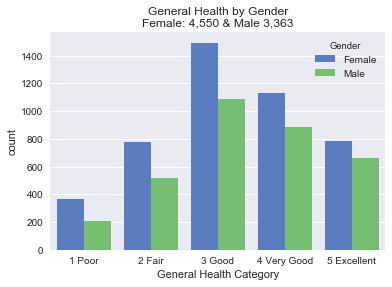 General Health by Gender
Female: 4,550 & Male 3,363
Gender
Female
Male
count
1400
1200
1000
800
600
400
200
0
1 Poor
2 Fair
3 Good
4 Very Good
5 Excellent
General Health Category